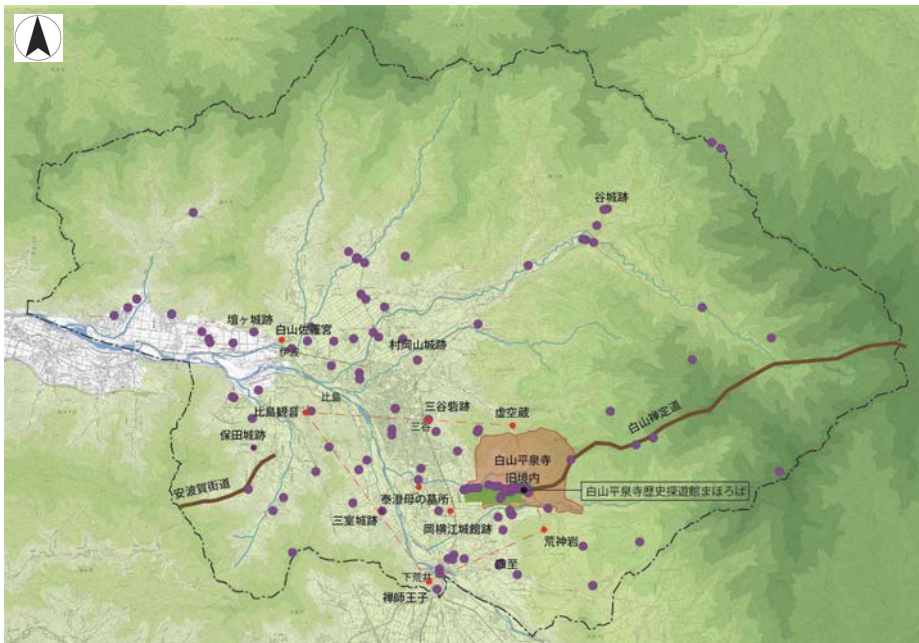 谷城跡
壇ヶ城跡
白山佐羅宮
伊波
村岡山城跡
比島
比島観音
三谷砦跡
三谷
虚空蔵
白山禅定道
保田城跡
白山平泉寺
旧境内
安波賀街道
白山平泉寺歴史探遊館まほろば
泰澄母の墓所
三室城跡
岡横江城館跡
荒神岩
下荒井
禅師王子